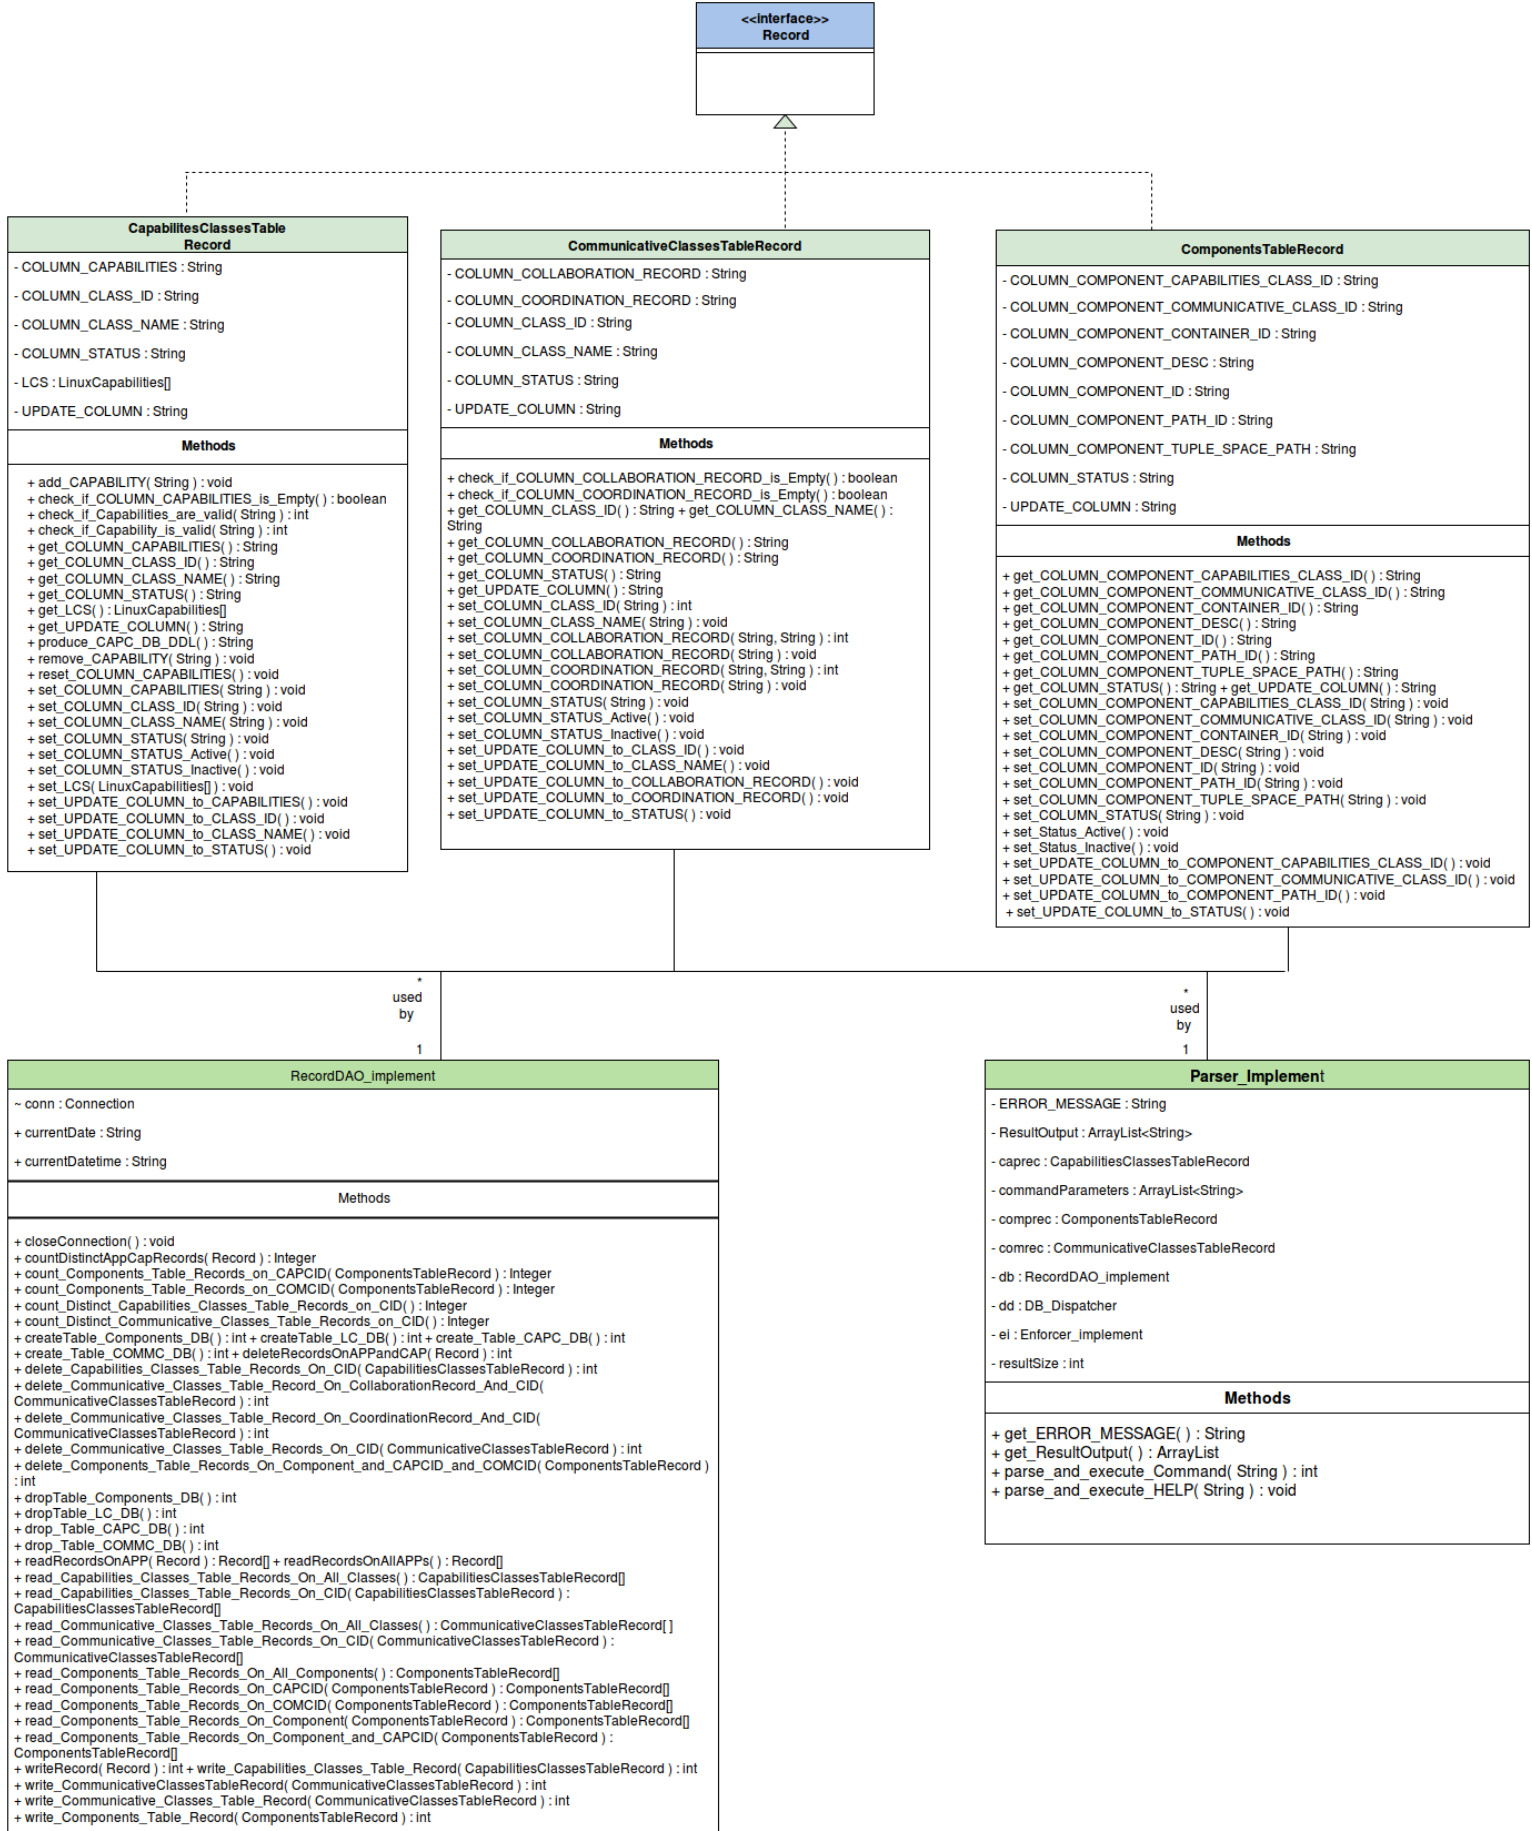 <<interface>>
Record
CapabilitesClassesTable
Record
- COLUMN_CAPABILITIES : String
- COLUMN_CLASS_ID : String
- COLUMN_CLASS_NAME : String
- COLUMN_STATUS : String
- LCS : LinuxCapabilities[]
- UPDATE_COLUMN : String
Methods
+ add_CAPABILITY( String ) : void
+ check_if_COLUMN_CAPABILITIES_is_Empty( ) : boolean
+ check_if_Capabilities_are_valid( String ) : int
+ check_if_Capability_is_valid( String ) : int
+ get_COLUMN_CAPABILITIES( ) : String
+ get_COLUMN_CLASS_ID( ) : String
+ get_COLUMN_CLASS_NAME( ) : String
+ get_COLUMN_STATUS( ) : String
+ get_LCS( ) : LinuxCapabilities[]
+ get_UPDATE_COLUMN( ) : String
+ produce_CAPC_DB_DDL( ) : String
+ remove_CAPABILITY( String ) : void
+ reset_COLUMN_CAPABILITIES( ) : void
+ set_COLUMN_CAPABILITIES( String ) : void
+ set_COLUMN_CLASS_ID( String ) : void
+ set_COLUMN_CLASS_NAME( String ) : void
+ set_COLUMN_STATUS( String ) : void
+ set_COLUMN_STATUS_Active( ) : void
+ set_COLUMN_STATUS_Inactive( ) : void
+ set_LCS( LinuxCapabilities[] ) : void
+ set_UPDATE_COLUMN_to_CAPABILITIES( ) : void
+ set_UPDATE_COLUMN_to_CLASS_ID( ) : void
+ set_UPDATE_COLUMN_to_CLASS_NAME( ) : void
+ set_UPDATE_COLUMN_to_STATUS( ) : void
CommunicativeClassesTableRecord
- COLUMN_COLLABORATION_RECORD : String
- COLUMN_COORDINATION_RECORD : String
- COLUMN_CLASS_ID : String
- COLUMN_CLASS_NAME : String
- COLUMN_STATUS : String
- UPDATE_COLUMN : String
Methods
+ check_if_COLUMN_COLLABORATION_RECORD_is_Empty( ) : boolean
+ check_if_COLUMN_COORDINATION_RECORD_is_Empty( ) : boolean
+ get_COLUMN_CLASS_ID( ) : String + get_COLUMN_CLASS_NAME( ) :
String
+ get_COLUMN_COLLABORATION_RECORD( ) : String
+ get_COLUMN_COORDINATION_RECORD( ) : String
+ get_COLUMN_STATUS( ) : String
+ get_UPDATE_COLUMN( ) : String
+ set_COLUMN_CLASS_ID( String ) : int
+ set_COLUMN_CLASS_NAME( String ) : void
+ set_COLUMN_COLLABORATION_RECORD( String, String ) : int
+ set_COLUMN_COLLABORATION_RECORD( String ) : void
+ set_COLUMN_COORDINATION_RECORD( String, String ) : int
+ set_COLUMN_COORDINATION_RECORD( String ) : void
+ set_COLUMN_STATUS( String ) : void
+ set_COLUMN_STATUS_Active( ) : void
+ set_COLUMN_STATUS_Inactive( ) : void
+ set_UPDATE_COLUMN_to_CLASS_ID( ) : void
+ set_UPDATE_COLUMN_to_CLASS_NAME( ) : void
+ set_UPDATE_COLUMN_to_COLLABORATION_RECORD( ) : void
+ set_UPDATE_COLUMN_to_COORDINATION_RECORD( ) : void
+ set_UPDATE_COLUMN_to_STATUS( ) : void
ComponentsTableRecord
- COLUMN_COMPONENT_CAPABILITIES_CLASS_ID : String
- COLUMN_COMPONENT_COMMUNICATIVE_CLASS_ID : String
- COLUMN_COMPONENT_CONTAINER_ID : String
- COLUMN_COMPONENT_DESC : String
- COLUMN_COMPONENT_ID : String
- COLUMN_COMPONENT_PATH_ID : String
- COLUMN_COMPONENT_TUPLE_SPACE_PATH : String
- COLUMN_STATUS : String
- UPDATE_COLUMN : String
Methods
+ get_COLUMN_COMPONENT_CAPABILITIES_CLASS_ID( ) : String
+ get_COLUMN_COMPONENT_COMMUNICATIVE_CLASS_ID( ) : String
+ get_COLUMN_COMPONENT_CONTAINER_ID( ) : String
+ get_COLUMN_COMPONENT_DESC( ) : String
+ get_COLUMN_COMPONENT_ID( ) : String
+ get_COLUMN_COMPONENT_PATH_ID( ) : String
+ get_COLUMN_COMPONENT_TUPLE_SPACE_PATH( ) : String
+ get_COLUMN_STATUS( ) : String + get_UPDATE_COLUMN( ) : String
+ set_COLUMN_COMPONENT_CAPABILITIES_CLASS_ID( String ) : void
+ set_COLUMN_COMPONENT_COMMUNICATIVE_CLASS_ID( String ) : void
+ set_COLUMN_COMPONENT_CONTAINER_ID( String ) : void
+ set_COLUMN_COMPONENT_DESC( String ) : void
+ set_COLUMN_COMPONENT_ID( String ) : void
+ set_COLUMN_COMPONENT_PATH_ID( String ) : void
+ set_COLUMN_COMPONENT_TUPLE_SPACE_PATH( String ) : void
+ set_COLUMN_STATUS( String ) : void
+ set_Status_Active( ) : void
+ set_Status_Inactive( ) : void
+ set_UPDATE_COLUMN_to_COMPONENT_CAPABILITIES_CLASS_ID( ) : void
+ set_UPDATE_COLUMN_to_COMPONENT_COMMUNICATIVE_CLASS_ID( ) : void
+ set_UPDATE_COLUMN_to_COMPONENT_PATH_ID( ) : void
+ set_UPDATE_COLUMN_to_STATUS( ) : void
*
used
by
1
*
used
by
1
RecordDAO_implement
~ conn : Connection
+ currentDate : String
+ currentDatetime : String
Methods
+ closeConnection( ) : void
+ countDistinctAppCapRecords( Record ) : Integer
+ count_Components_Table_Records_on_CAPCID( ComponentsTableRecord ) : Integer
+ count_Components_Table_Records_on_COMCID( ComponentsTableRecord ) : Integer
+ count_Distinct_Capabilities_Classes_Table_Records_on_CID( ) : Integer
+ count_Distinct_Communicative_Classes_Table_Records_on_CID( ) : Integer
+ createTable_Components_DB( ) : int + createTable_LC_DB( ) : int + create_Table_CAPC_DB( ) : int
+ create_Table_COMMC_DB( ) : int + deleteRecordsOnAPPandCAP( Record ) : int
+ delete_Capabilities_Classes_Table_Records_On_CID( CapabilitiesClassesTableRecord ) : int
+ delete_Communicative_Classes_Table_Record_On_CollaborationRecord_And_CID(
CommunicativeClassesTableRecord ) : int
+ delete_Communicative_Classes_Table_Record_On_CoordinationRecord_And_CID(
CommunicativeClassesTableRecord ) : int
+ delete_Communicative_Classes_Table_Records_On_CID( CommunicativeClassesTableRecord ) : int
+ delete_Components_Table_Records_On_Component_and_CAPCID_and_COMCID( ComponentsTableRecord )
: int
+ dropTable_Components_DB( ) : int
+ dropTable_LC_DB( ) : int
+ drop_Table_CAPC_DB( ) : int
+ drop_Table_COMMC_DB( ) : int
+ readRecordsOnAPP( Record ) : Record[] + readRecordsOnAllAPPs( ) : Record[]
+ read_Capabilities_Classes_Table_Records_On_All_Classes( ) : CapabilitiesClassesTableRecord[]
+ read_Capabilities_Classes_Table_Records_On_CID( CapabilitiesClassesTableRecord ) :
CapabilitiesClassesTableRecord[]
+ read_Communicative_Classes_Table_Records_On_All_Classes( ) : CommunicativeClassesTableRecord[ ]
+ read_Communicative_Classes_Table_Records_On_CID( CommunicativeClassesTableRecord ) :
CommunicativeClassesTableRecord[]
+ read_Components_Table_Records_On_All_Components( ) : ComponentsTableRecord[]
+ read_Components_Table_Records_On_CAPCID( ComponentsTableRecord ) : ComponentsTableRecord[]
+ read_Components_Table_Records_On_COMCID( ComponentsTableRecord ) : ComponentsTableRecord[]
+ read_Components_Table_Records_On_Component( ComponentsTableRecord ) : ComponentsTableRecord[]
+ read_Components_Table_Records_On_Component_and_CAPCID( ComponentsTableRecord ) :
ComponentsTableRecord[]
+ writeRecord( Record ) : int + write_Capabilities_Classes_Table_Record( CapabilitiesClassesTableRecord ) : int
+ write_CommunicativeClassesTableRecord( CommunicativeClassesTableRecord ) : int
+ write_Communicative_Classes_Table_Record( CommunicativeClassesTableRecord ) : int
+ write_Components_Table_Record( ComponentsTableRecord ) : int
Parser_Implement
- ERROR_MESSAGE : String
- ResultOutput : ArrayList<String>
- caprec : CapabilitiesClassesTableRecord
- commandParameters : ArrayList<String>
- comprec : ComponentsTableRecord
- comrec : CommunicativeClassesTableRecord
- db : RecordDAO_implement
- dd : DB_Dispatcher
- ei : Enforcer_implement
- resultSize : int
Methods
+ get_ERROR_MESSAGE( ) : String
+ get_ResultOutput( ) : ArrayList
+ parse_and_execute_Command( String ) : int
+ parse_and_execute_HELP( String ) : void